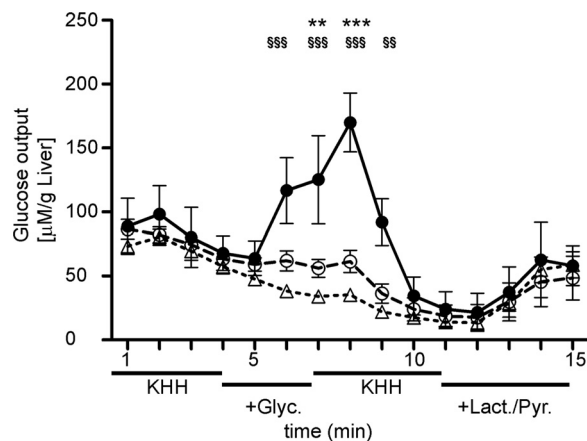 250
** ***
§§§ §§§ §§§ §§
200
150
100
50
0
Glucose output
[µM/g Liver]
1 5 10 15
KHH +Glyc. KHH +Lact./Pyr.
time (min)